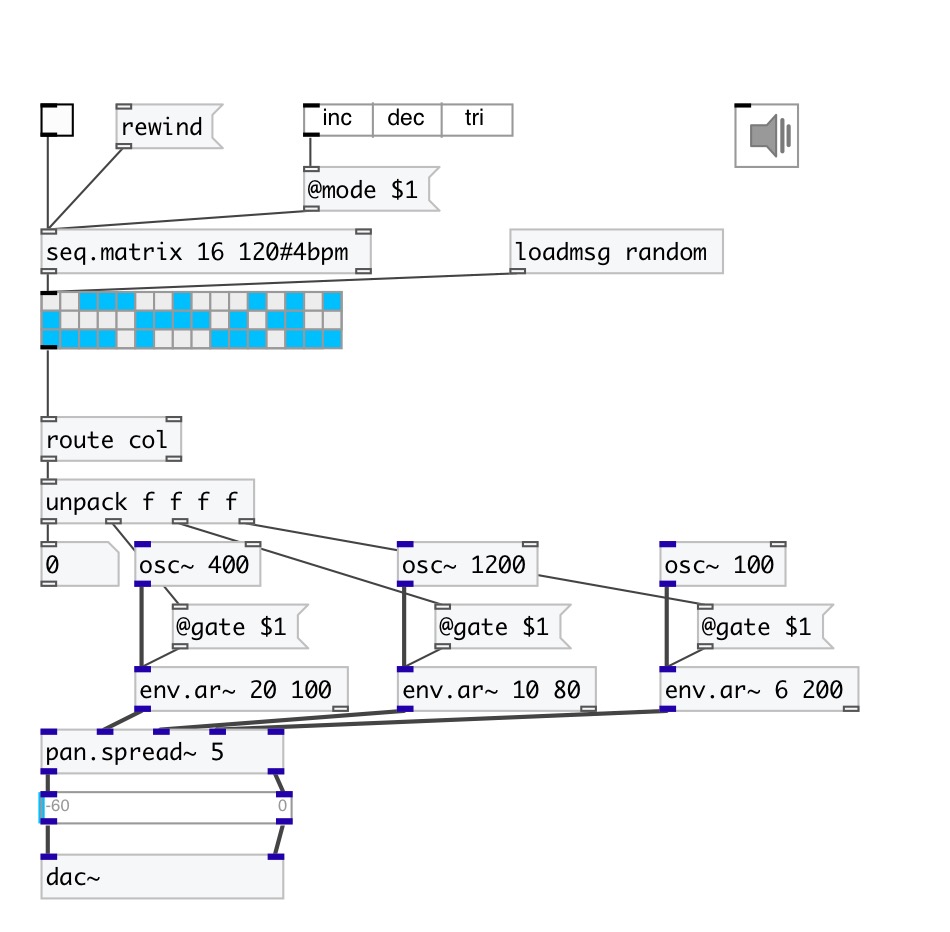 inc dec tri
rewind
@mode $1
seq.matrix 16 120#4bpm
loadmsg random
route col
unpack f f f f
0
osc~ 400
osc~ 1200
osc~ 100
@gate $1
@gate $1
@gate $1
env.ar~ 20 100
env.ar~ 10 80
env.ar~ 6 200
pan.spread~ 5
-60 0
dac~